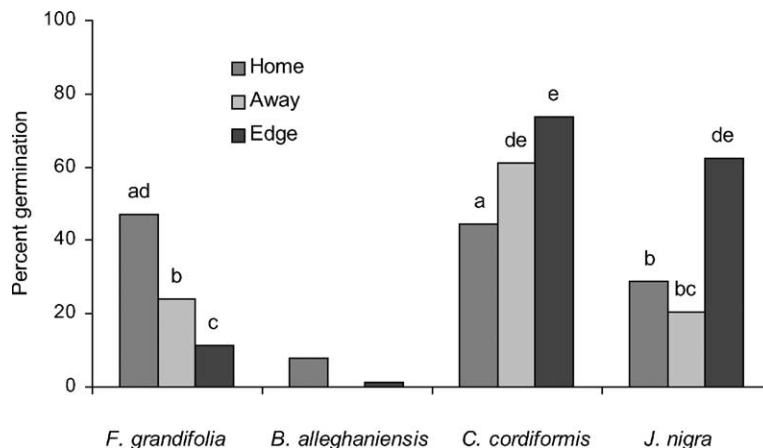 100
80
60
40
20
0
Percent germination
Home
Away
Edge
ad
b
c
a
de
e
b
bc
de
F. grandifolia
B. alleghaniensis
C. cordiformis
J. nigra